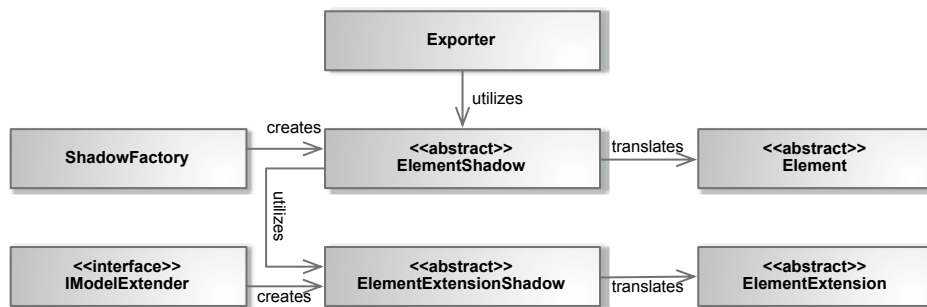 Exporter
utilizes
creates
ShadowFactory
<<abstract>>
ElementShadow
translates
<<abstract>>
Element
utilizes
<<interface>>
IModelExtender
creates
<<abstract>>
ElementExtensionShadow
translates
<<abstract>>
ElementExtension